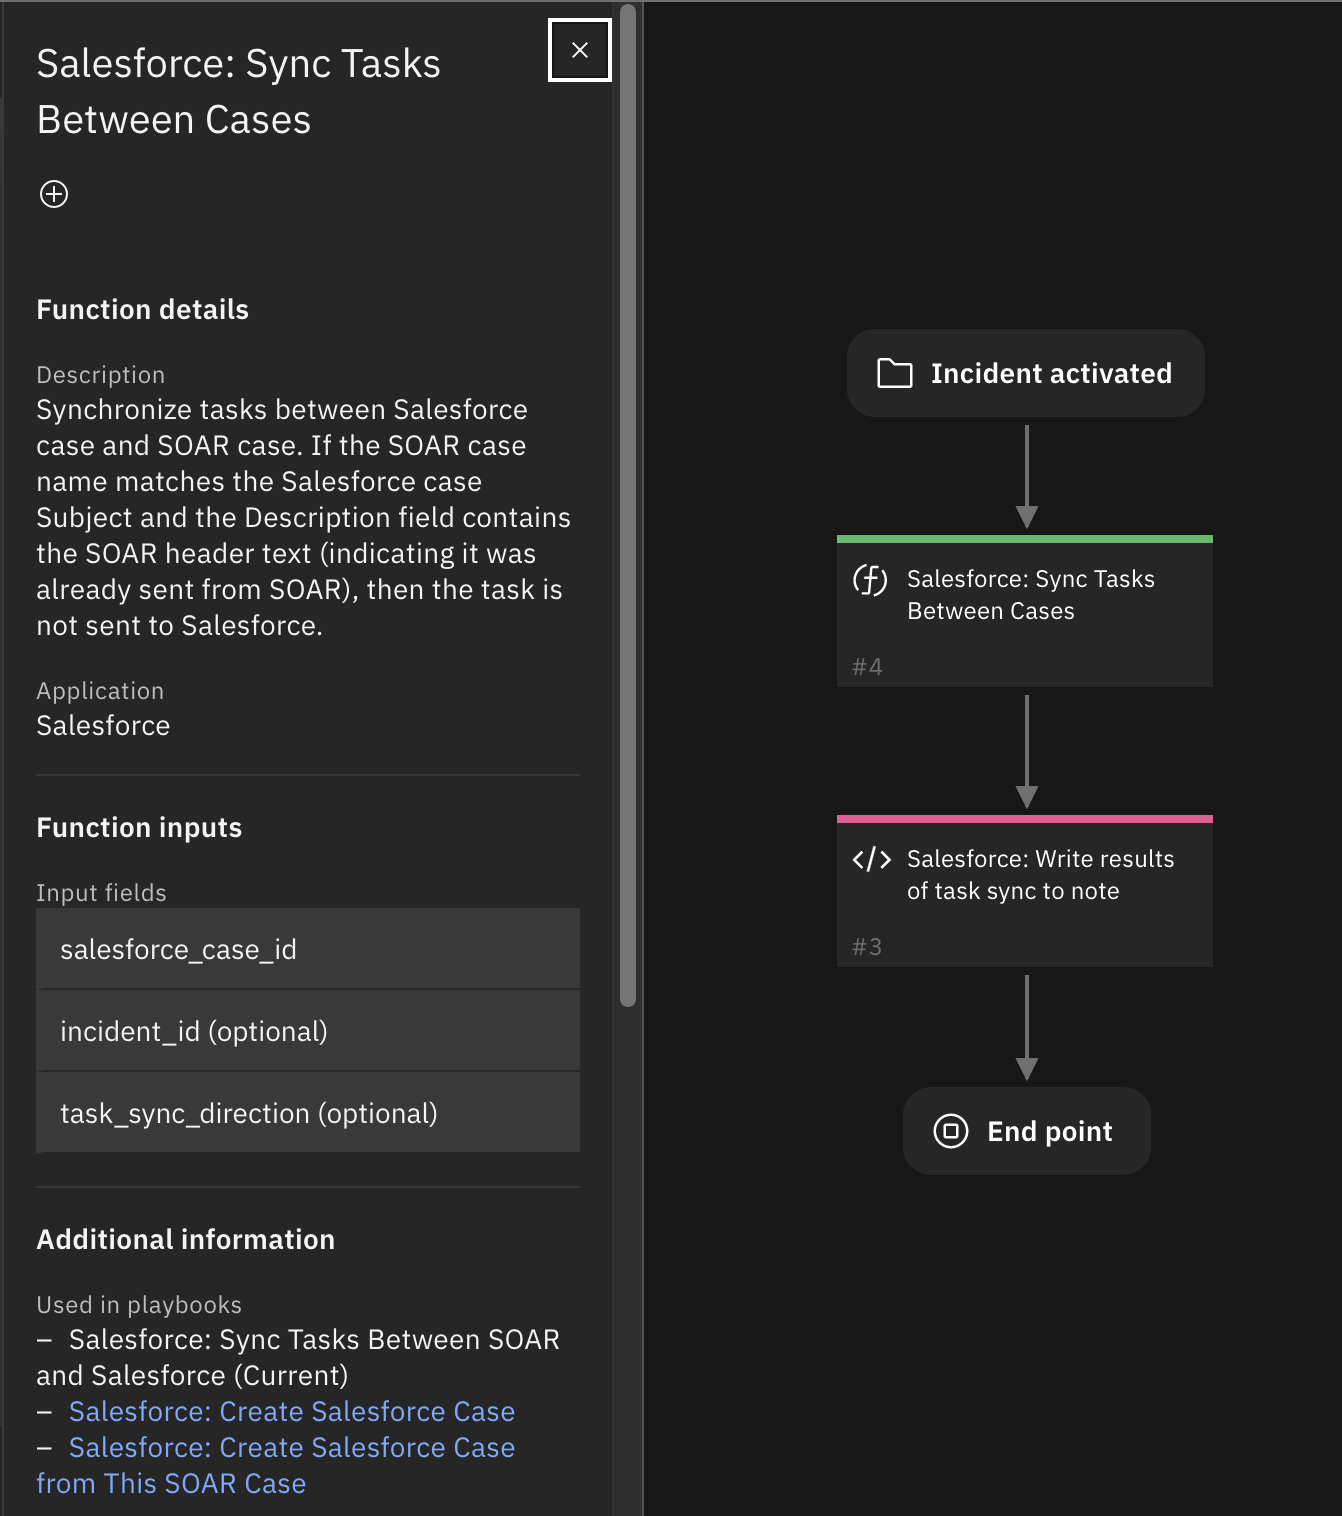 Salesforce: Sync Tasks
Between Cases
Function details
Description
Synchronize tasks between Salesforce
case and SOAR case. If the SOAR case
name matches the Salesforce case
Subject and the Description field contains
the SOAR header text (indicating it was
already sent from SOAR), then the task is
not sent to Salesforce.
Application
Salesforce
Function inputs
Input fields
salesforce_case_id
incident_id (optional)
task_sync_direction (optional)
Additional information
Used in playbooks
– Salesforce: Sync Tasks Between SOAR
and Salesforce (Current)
– Salesforce: Create Salesforce Case
– Salesforce: Create Salesforce Case
from This SOAR Case
Incident activated
Salesforce: Sync Tasks
Between Cases
#4
Salesforce: Write results
of task sync to note
#3
End point